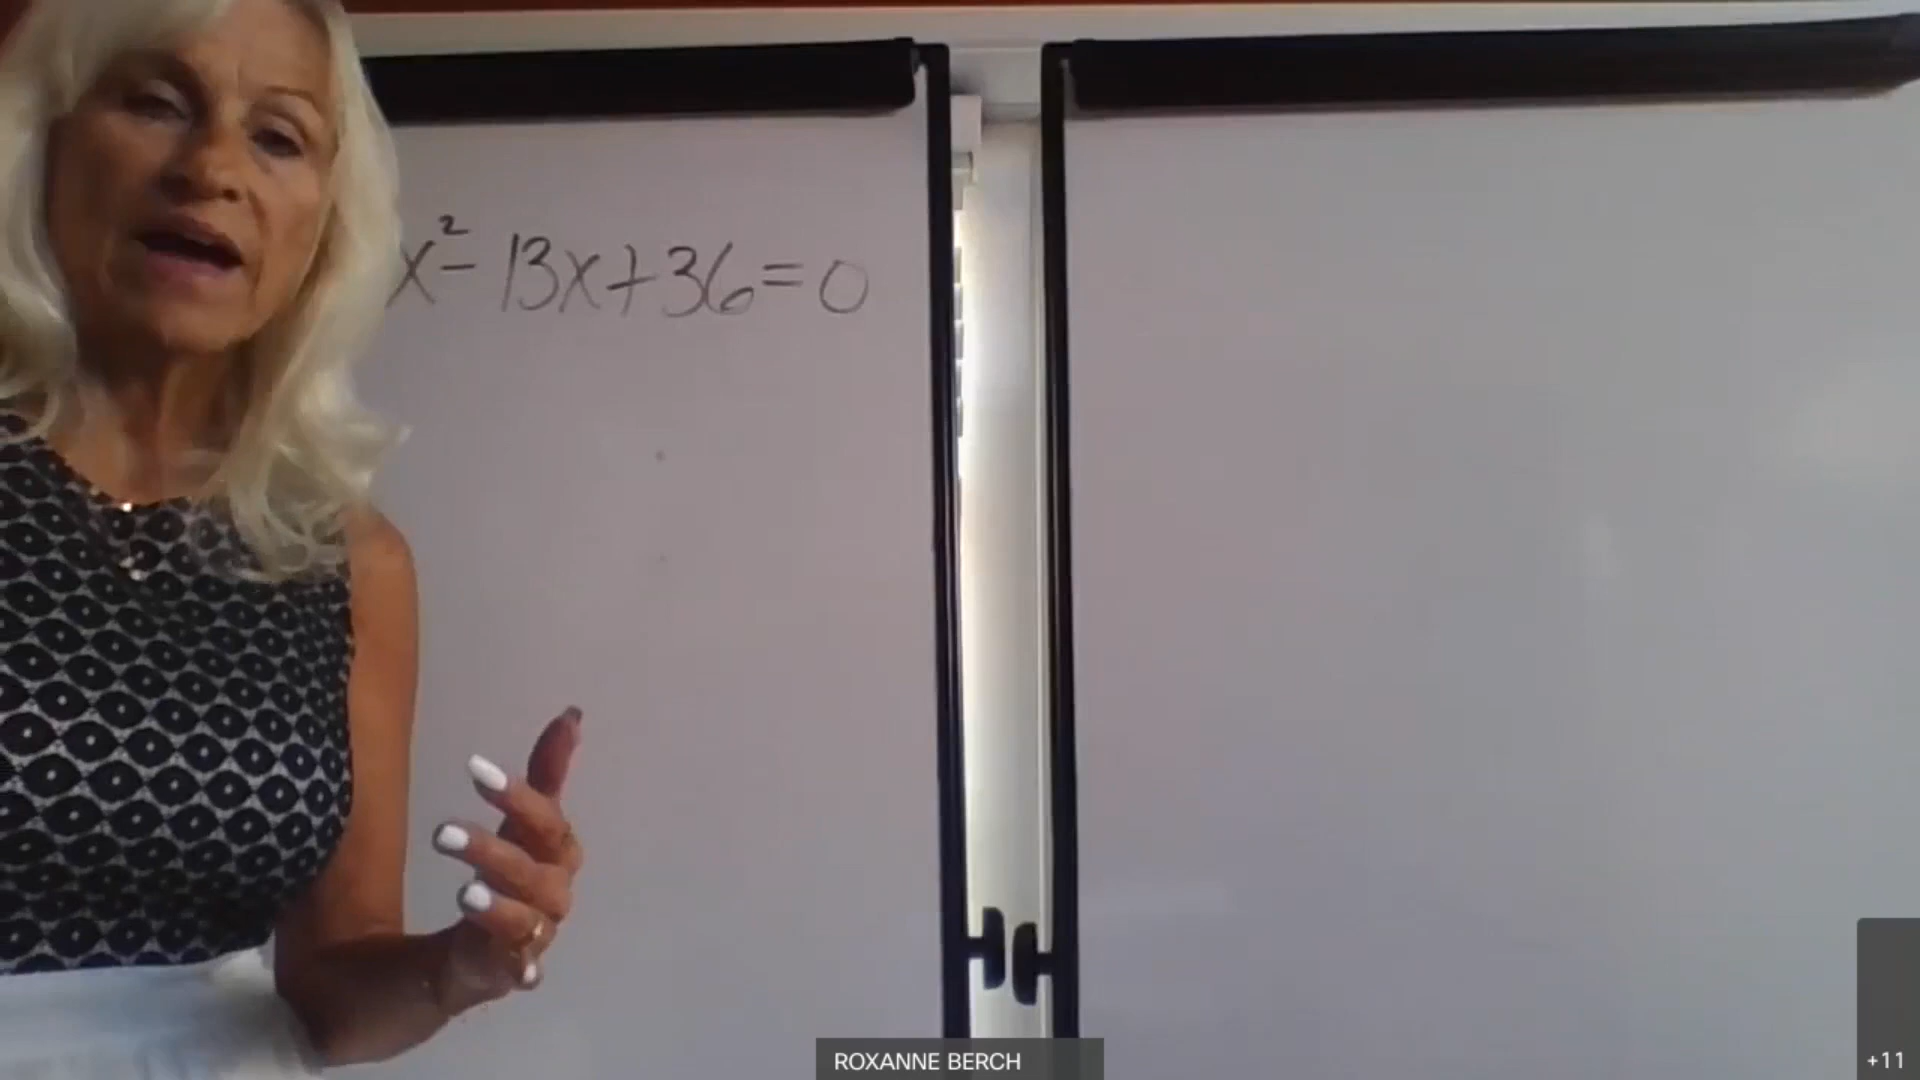 x² - 13x + 36 = 0
ROXANNE BERCH
+11